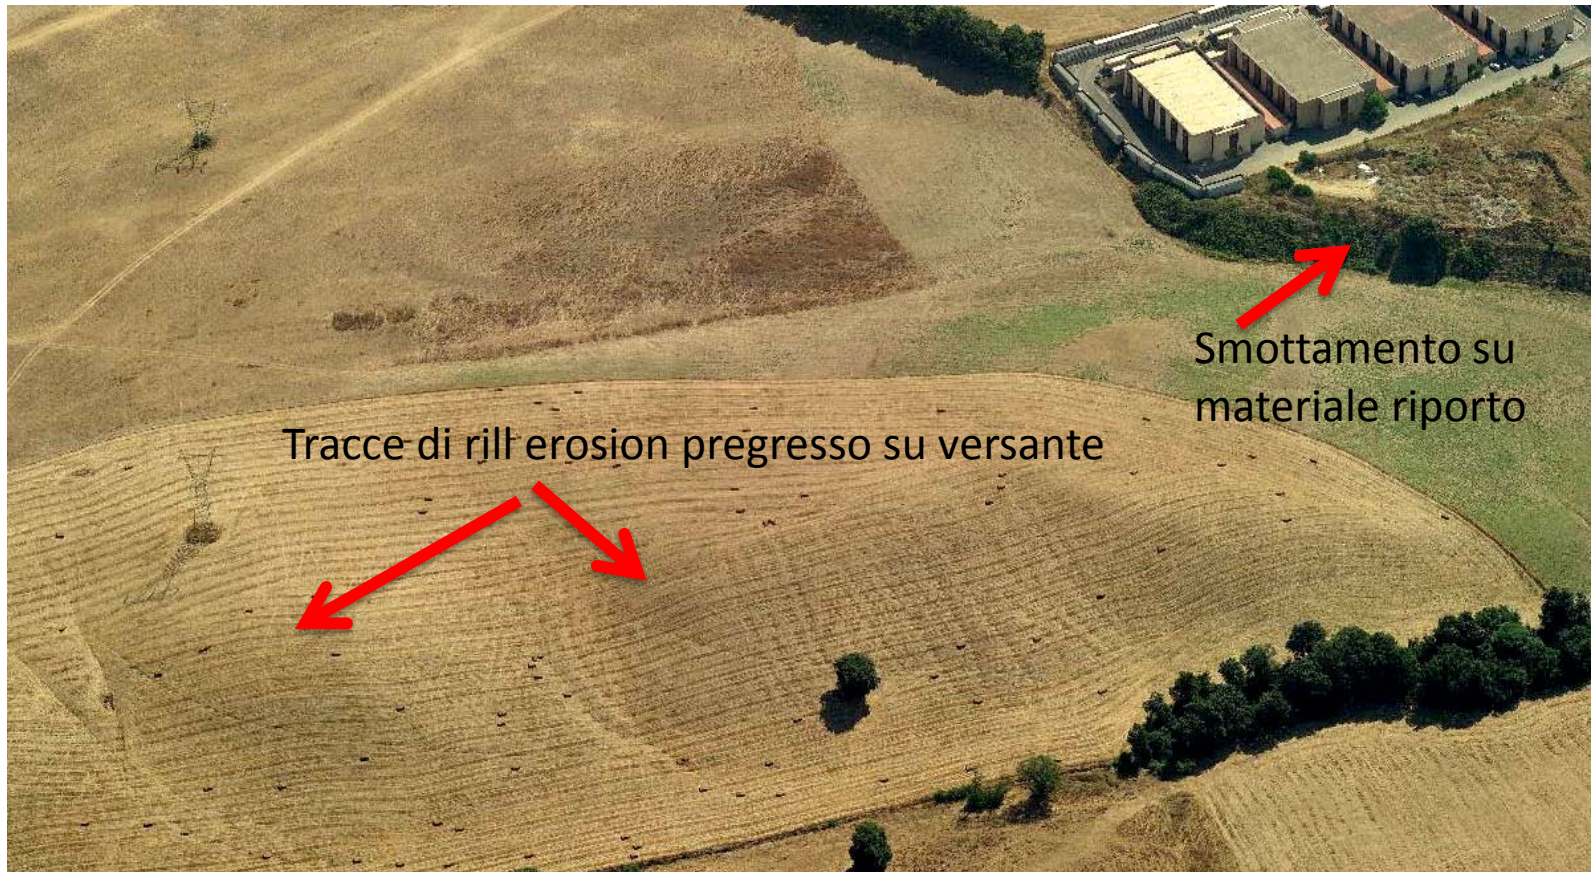 Smottamento su
materiale riporto
Tracce di rill erosion pregresso su versante